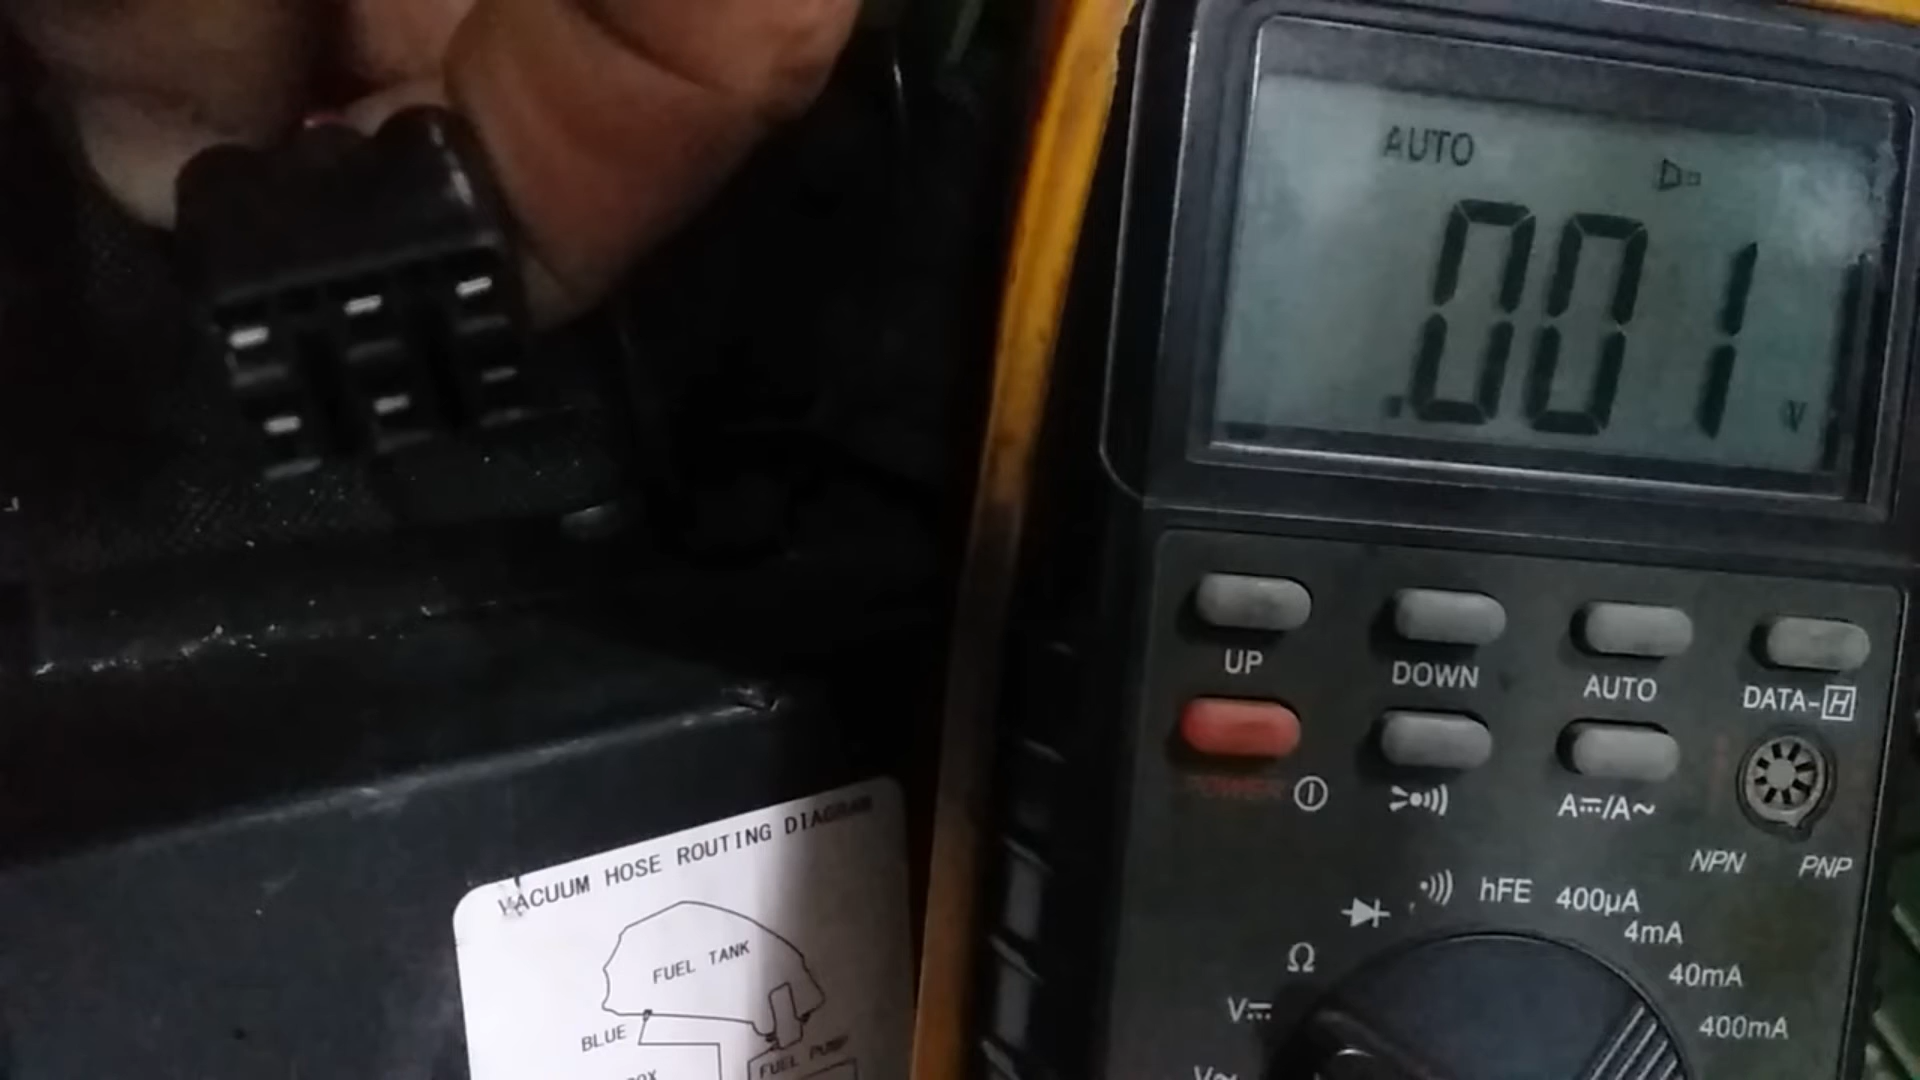 AUTO
.001
V
UP
DOWN
AUTO
DATA-H
POWER
A⎓/A~
NPN
PNP
hFE
400µA
4mA
40mA
400mA
Ω
V⎓
V~
VACUUM HOSE ROUTING DIAGRAM
FUEL TANK
BLUE
FUEL PUMP